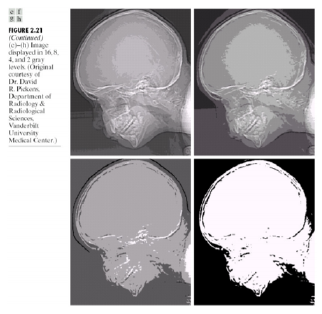 e f
g h
FIGURE 2.21
(Continued)
(e)–(h) Image
displayed in 16, 8,
4, and 2 gray
levels. (Original
courtesy of
Dr. David
R. Pickens,
Department of
Radiology &
Radiological
Sciences,
Vanderbilt
University
Medical Center.)